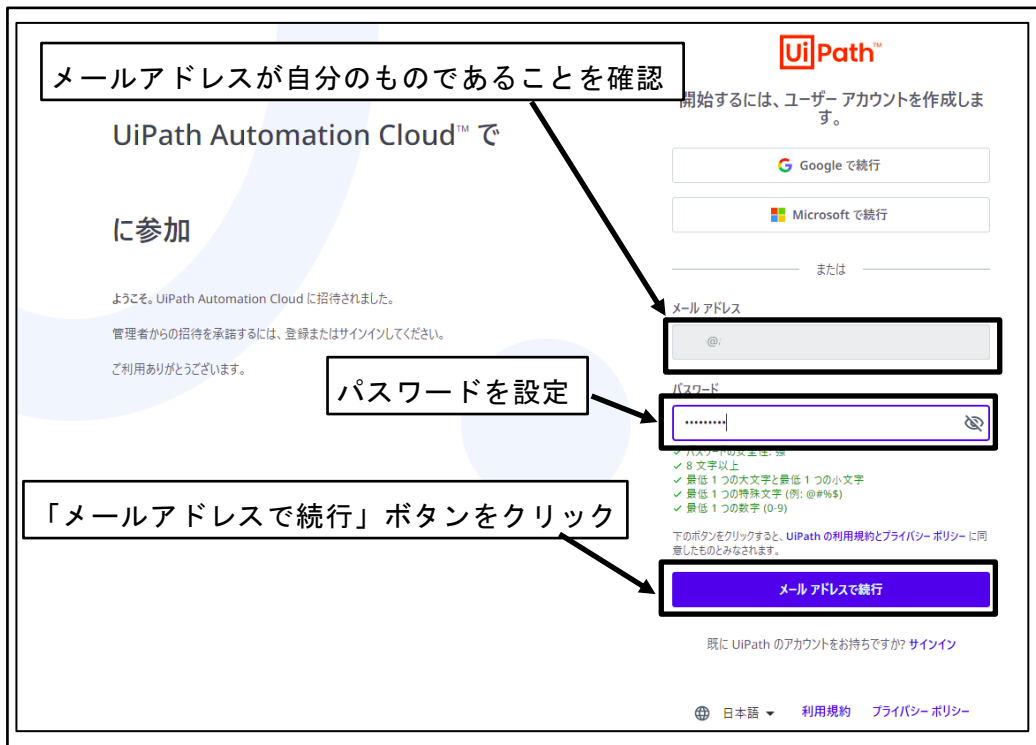 メールアドレスが自分のものであることを確認
UiPath Automation Cloud™ で
に参加
ようこそ。UiPath Automation Cloud に招待されました。
管理者からの招待を承諾するには、登録またはサインインしてください。
ご利用ありがとうございます。
パスワードを設定
「メールアドレスで続行」ボタンをクリック
UiPath™
開始するには、ユーザー アカウントを作成しま
す。
Google で続行
Microsoft で続行
または
メール アドレス
@
パスワード
•••••••••
パスワードの安全性: 強
8 文字以上
最低 1 つの大文字と最低 1 つの小文字
最低 1 つの特殊文字 (例: @#%$)
最低 1 つの数字 (0-9)
下のボタンをクリックすると、UiPath の利用規約とプライバシー ポリシー に同
意したものとみなされます。
メール アドレスで続行
既に UiPath のアカウントをお持ちですか? サインイン
日本語 利用規約 プライバシー ポリシー